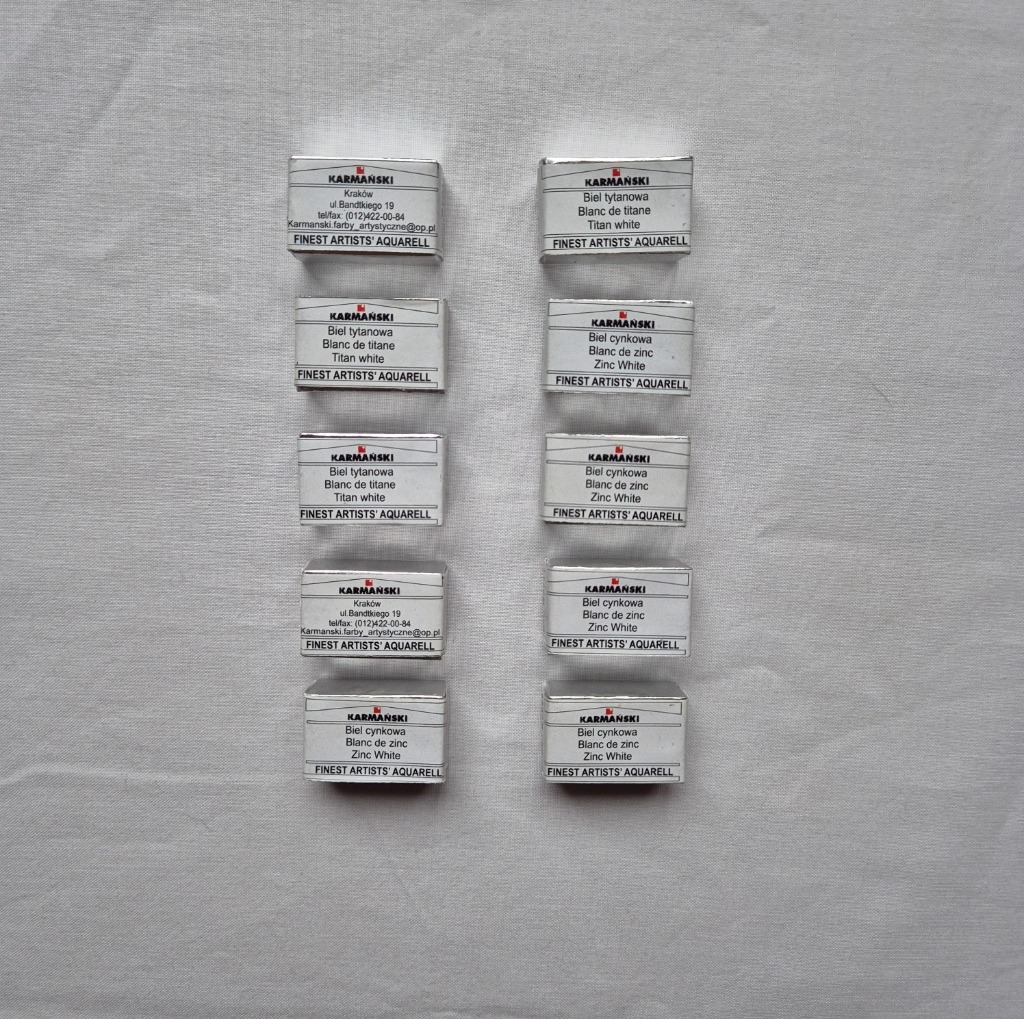 KARMAŃSKI
Kraków
ul.Bandtkiego 19
tel/fax: (012)422-00-84
Karmanski.farby_artystyczne@op.pl
FINEST ARTISTS' AQUARELL
KARMAŃSKI
Biel tytanowa
Blanc de titane
Titan white
FINEST ARTISTS' AQUARELL
KARMAŃSKI
Biel tytanowa
Blanc de titane
Titan white
FINEST ARTISTS' AQUARELL
KARMAŃSKI
Biel cynkowa
Blanc de zinc
Zinc White
FINEST ARTISTS' AQUARELL
KARMAŃSKI
Biel tytanowa
Blanc de titane
Titan white
FINEST ARTISTS' AQUARELL
KARMAŃSKI
Biel cynkowa
Blanc de zinc
Zinc White
FINEST ARTISTS' AQUARELL
KARMAŃSKI
Kraków
ul.Bandtkiego 19
tel/fax: (012)422-00-84
Karmanski.farby_artystyczne@op.pl
FINEST ARTISTS' AQUARELL
KARMAŃSKI
Biel cynkowa
Blanc de zinc
Zinc White
FINEST ARTISTS' AQUARELL
KARMAŃSKI
Biel cynkowa
Blanc de zinc
Zinc White
FINEST ARTISTS' AQUARELL
KARMAŃSKI
Biel cynkowa
Blanc de zinc
Zinc White
FINEST ARTISTS' AQUARELL